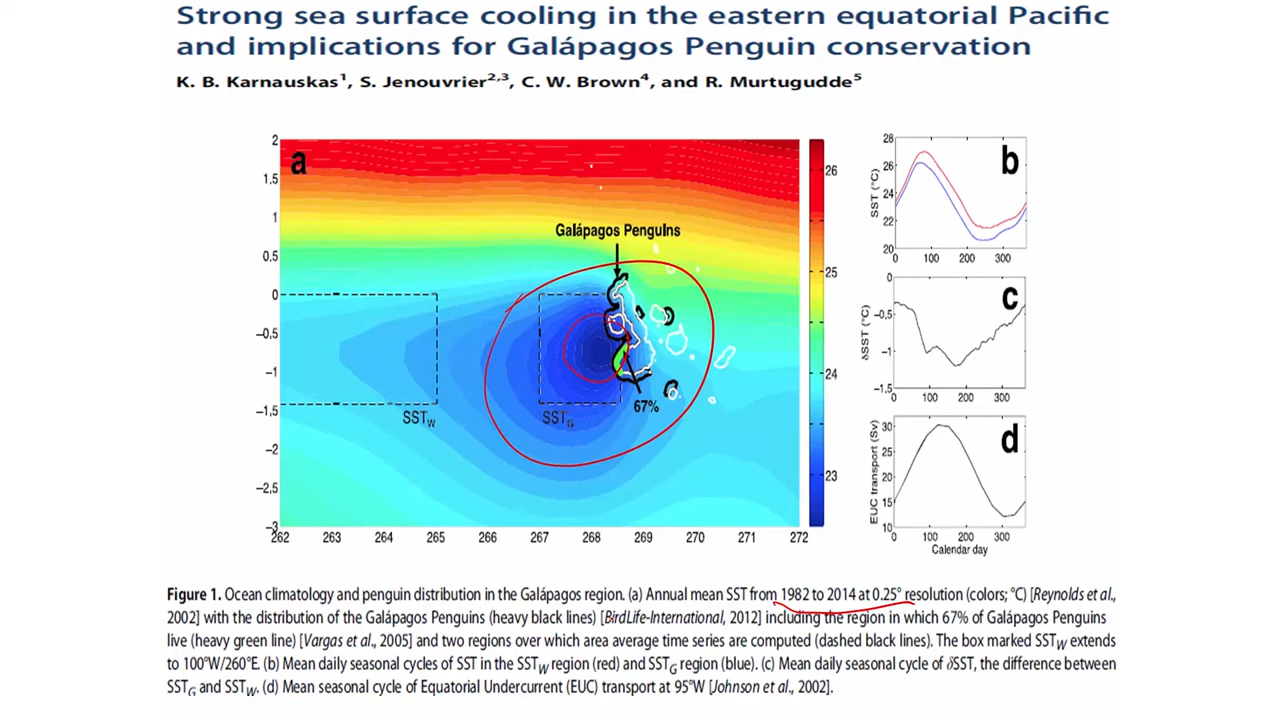 Strong sea surface cooling in the eastern equatorial Pacific
and implications for Galápagos Penguin conservation
K. B. Karnauskas¹, S. Jenouvrier²,³, C. W. Brown⁴, and R. Murtugudde⁵
a
Galápagos Penguins
67%
SST_W
SST_G
2
1.5
1
0.5
0
−0.5
−1
−1.5
−2
−2.5
−3
262 263 264 265 266 267 268 269 270 271 272
26
25
24
23
b
SST (°C)
28
26
24
22
20
0 100 200 300
c
δSST (°C)
0
−0.5
−1
−1.5
0 100 200 300
d
EUC transport (Sv)
30
25
20
15
10
0 100 200 300
Calendar day
Figure 1. Ocean climatology and penguin distribution in the Galápagos region. (a) Annual mean SST from 1982 to 2014 at 0.25° resolution (colors; °C) [Reynolds et al.,
2002] with the distribution of the Galápagos Penguins (heavy black lines) [BirdLife-International, 2012] including the region in which 67% of Galápagos Penguins
live (heavy green line) [Vargas et al., 2005] and two regions over which area average time series are computed (dashed black lines). The box marked SST_W extends
to 100°W/260°E. (b) Mean daily seasonal cycles of SST in the SST_W region (red) and SST_G region (blue). (c) Mean daily seasonal cycle of δSST, the difference between
SST_G and SST_W. (d) Mean seasonal cycle of Equatorial Undercurrent (EUC) transport at 95°W [Johnson et al., 2002].